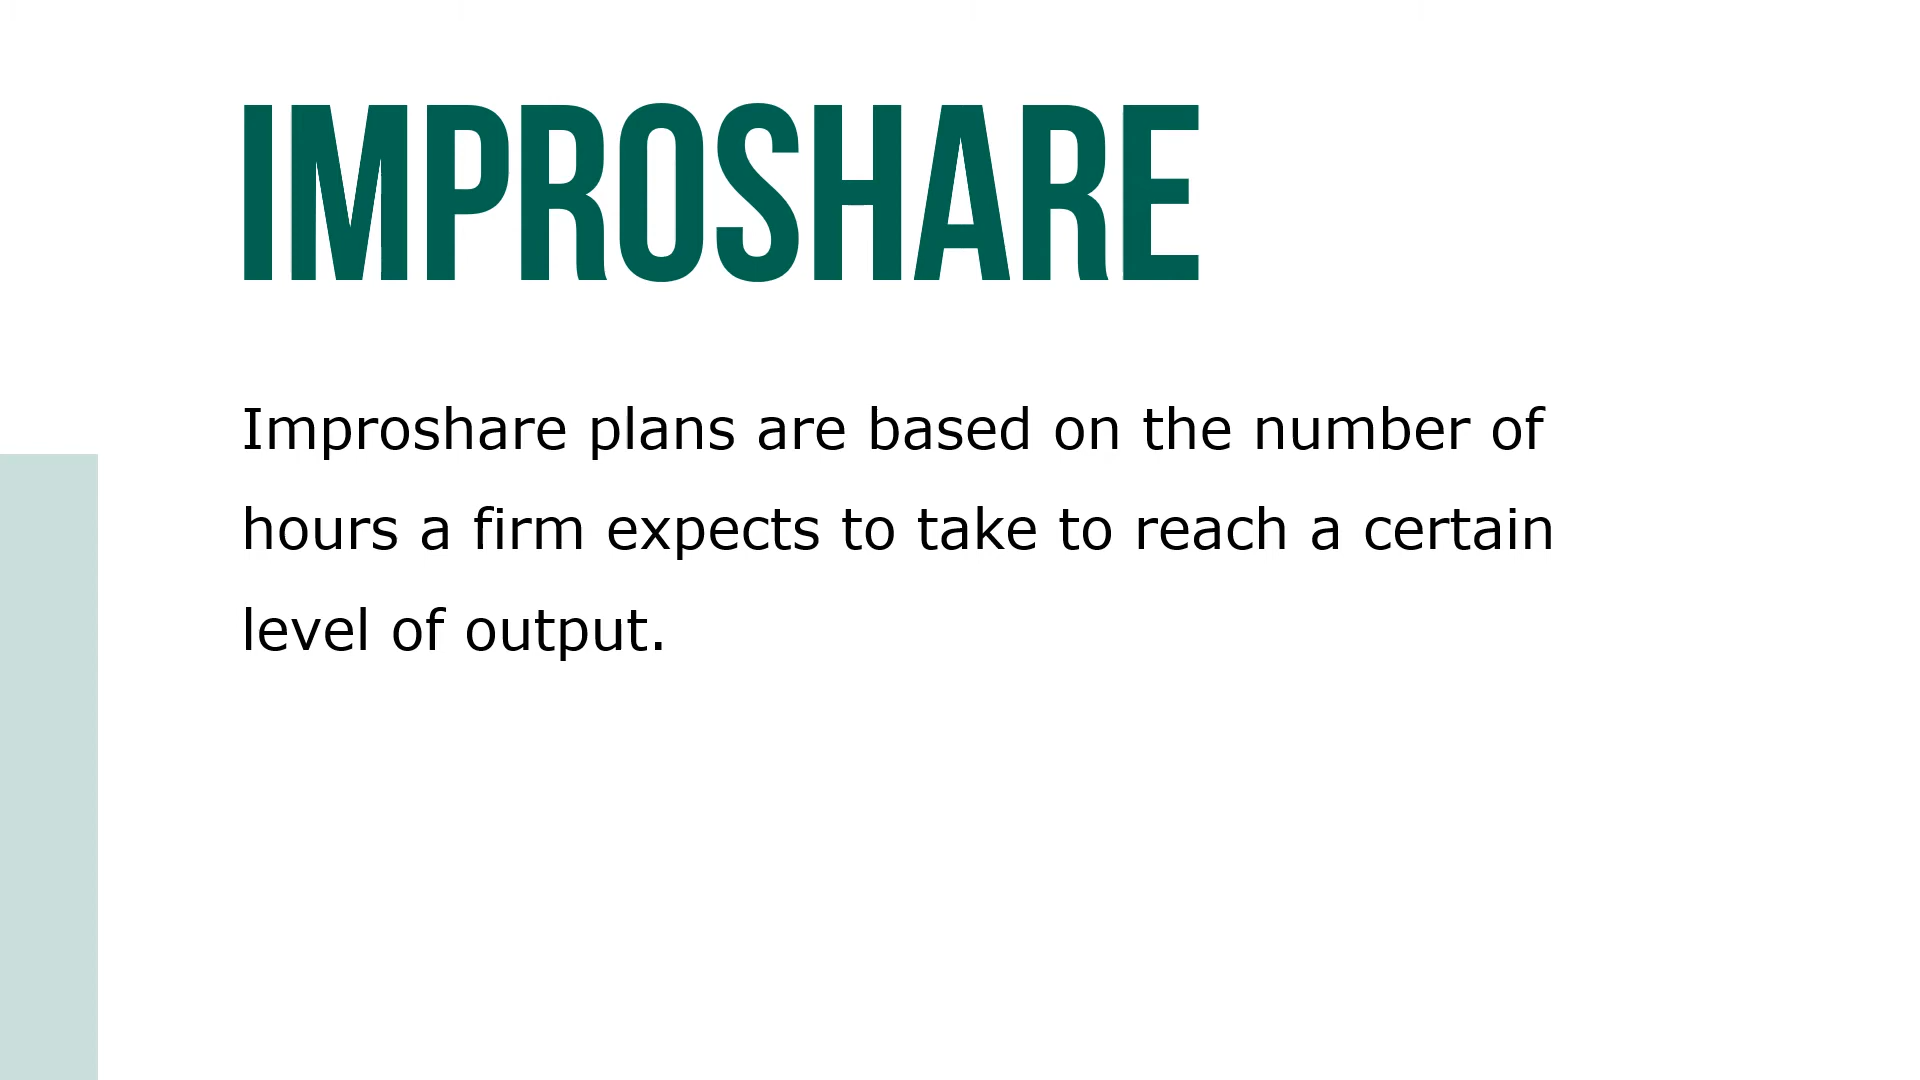 IMPROSHARE
Improshare plans are based on the number of
hours a firm expects to take to reach a certain
level of output.